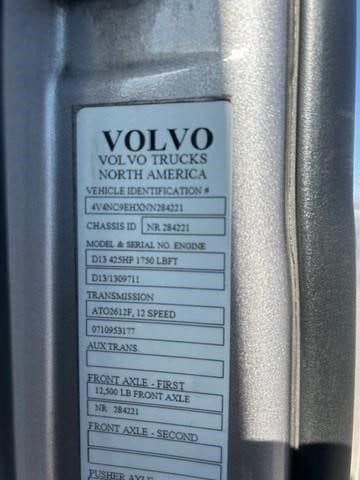 VOLVO
VOLVO TRUCKS
NORTH AMERICA
VEHICLE IDENTIFICATION #
4V4NC9EHXNN284221
CHASSIS ID NR 284221
MODEL & SERIAL NO. ENGINE
D13 425HP 1750 LBFT
D13/1309711
TRANSMISSION
ATO2612F, 12 SPEED
0710953177
AUX TRANS.
FRONT AXLE - FIRST
12,500 LB FRONT AXLE
NR 284221
FRONT AXLE - SECOND
PUSHER AXLE